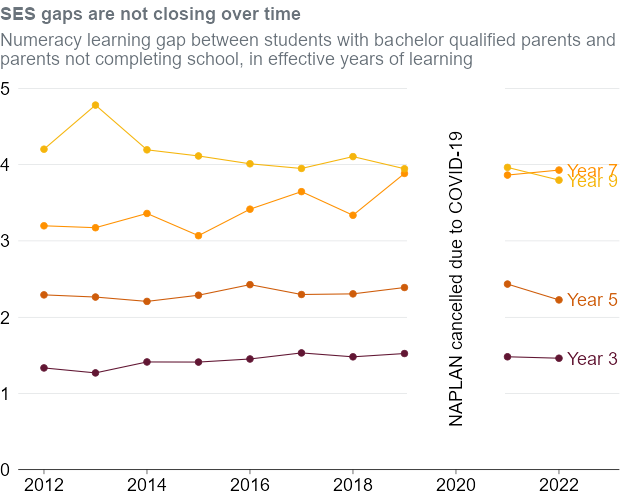 SES gaps are not closing over time
Numeracy learning gap between students with bachelor qualified parents and
parents not completing school, in effective years of learning
5
4
3
2
1
0
NAPLAN cancelled due to COVID-19
Year 7
Year 9
Year 5
Year 3
2012
2014
2016
2018
2020
2022